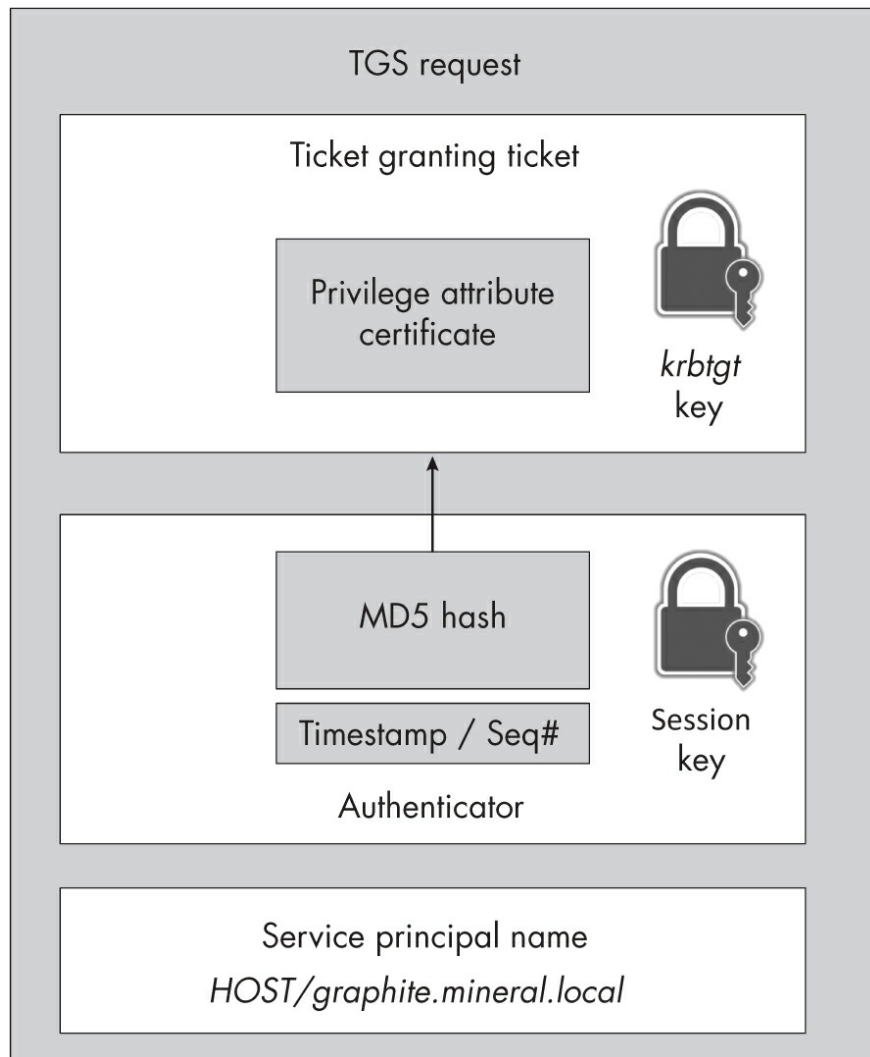 TGS request
Ticket granting ticket
Privilege attribute
certificate
krbtgt
key
MD5 hash
Timestamp / Seq#
Session
key
Authenticator
Service principal name
HOST/graphite.mineral.local